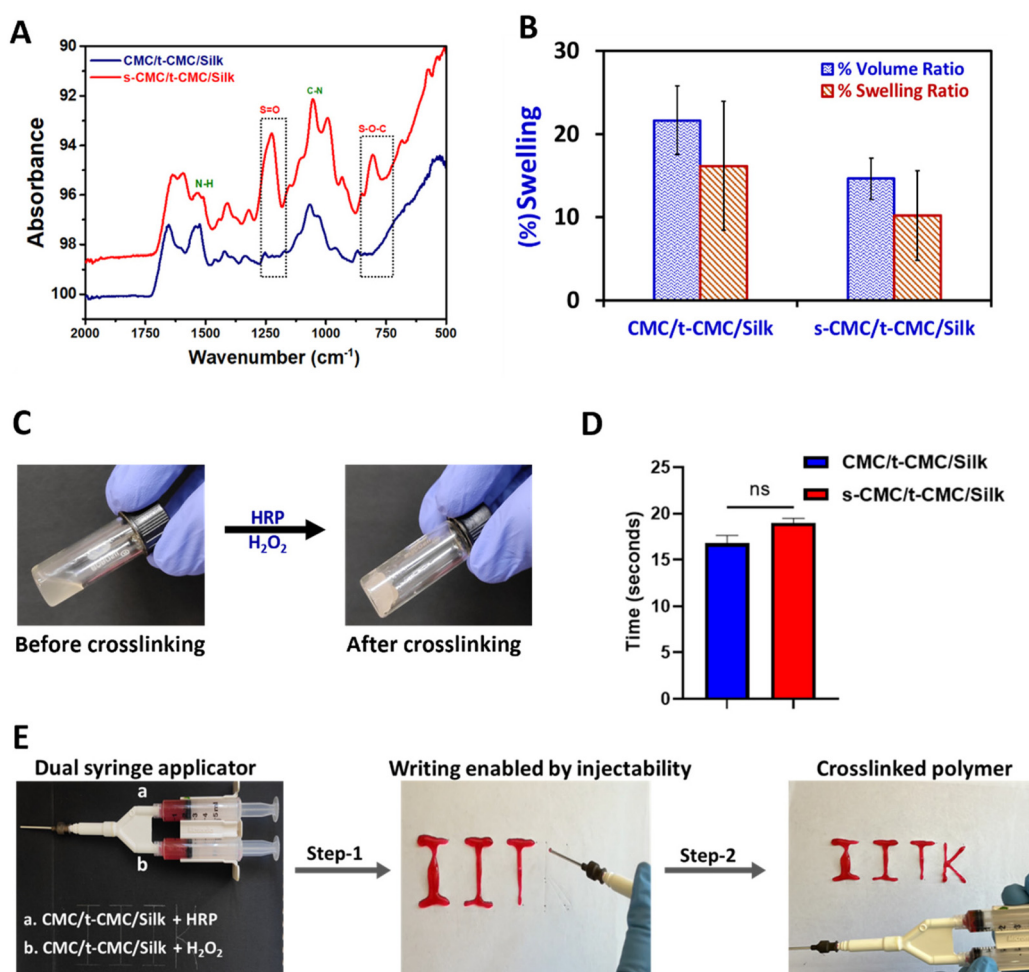 A
CMC/t-CMC/Silk
s-CMC/t-CMC/Silk
S=O
C-N
S-O-C
N-H
90
92
94
96
98
100
Absorbance
2000 1750 1500 1250 1000 750 500
Wavenumber (cm⁻¹)
B
% Volume Ratio
% Swelling Ratio
30
20
10
0
(%)Swelling
CMC/t-CMC/Silk s-CMC/t-CMC/Silk
C
HRP
H₂O₂
Before crosslinking
After crosslinking
D
CMC/t-CMC/Silk
s-CMC/t-CMC/Silk
ns
25
20
15
10
5
0
Time (seconds)
E
Dual syringe applicator
a
b
a. CMC/t-CMC/Silk + HRP
b. CMC/t-CMC/Silk + H₂O₂
Step-1
Writing enabled by injectability
I I T
Step-2
Crosslinked polymer
I I T K